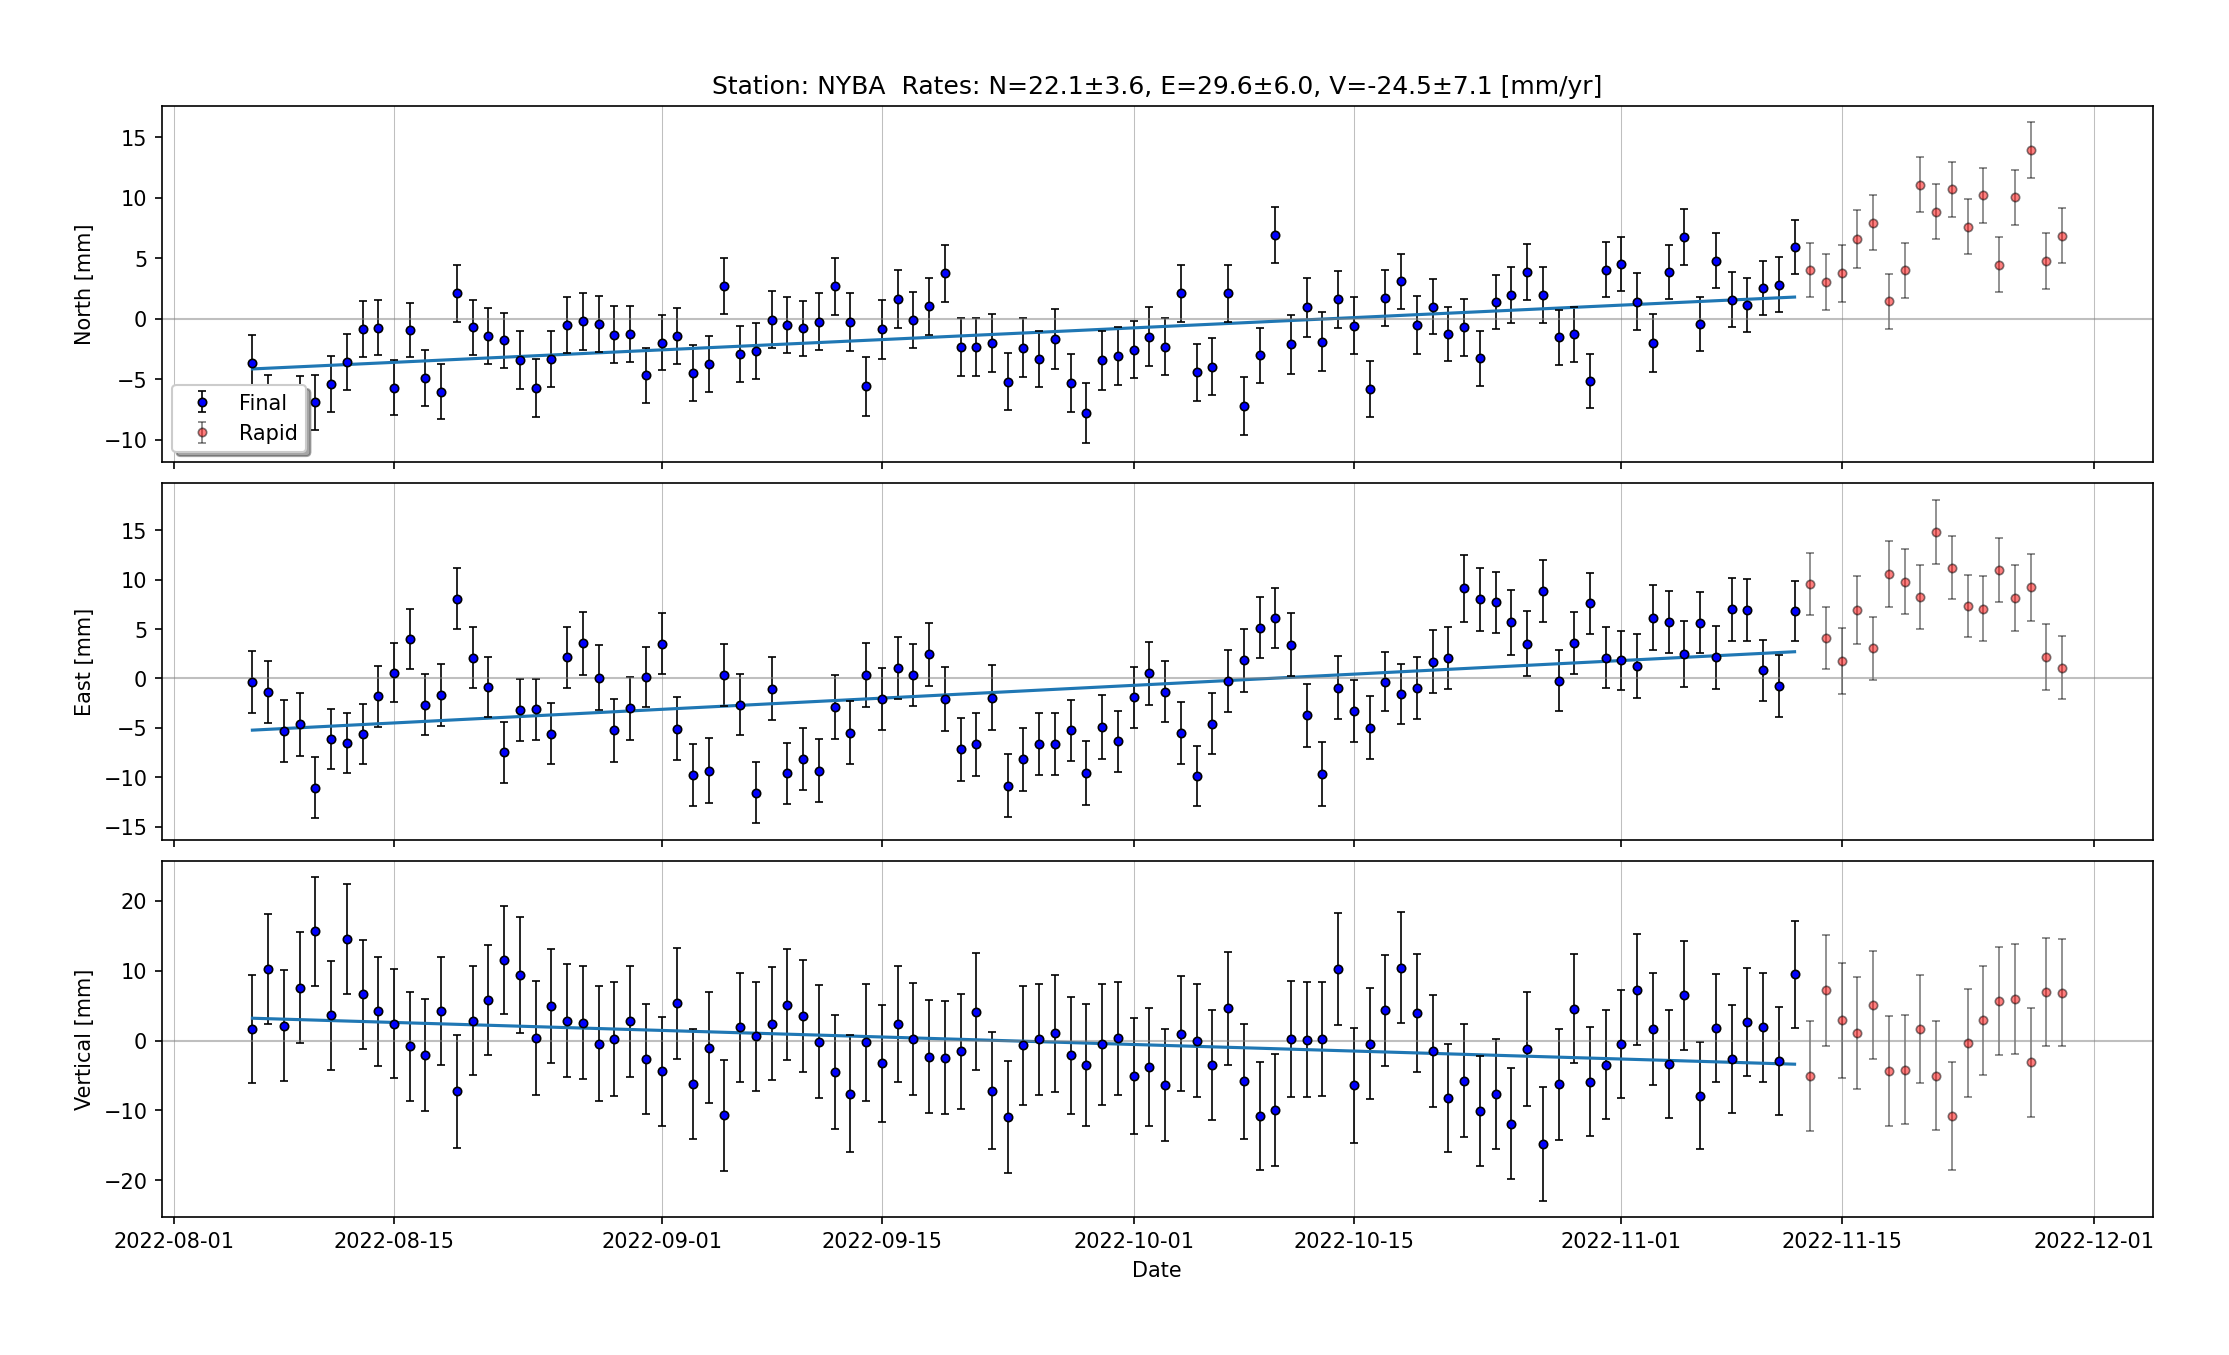 Station: NYBA  Rates: N=22.1±3.6, E=29.6±6.0, V=-24.5±7.1 [mm/yr]
North [mm]
15
10
5
0
−5
−10
Final
Rapid
East [mm]
15
10
5
0
−5
−10
−15
Vertical [mm]
20
10
0
−10
−20
2022-08-01 2022-08-15 2022-09-01 2022-09-15 2022-10-01 2022-10-15 2022-11-01 2022-11-15 2022-12-01
Date